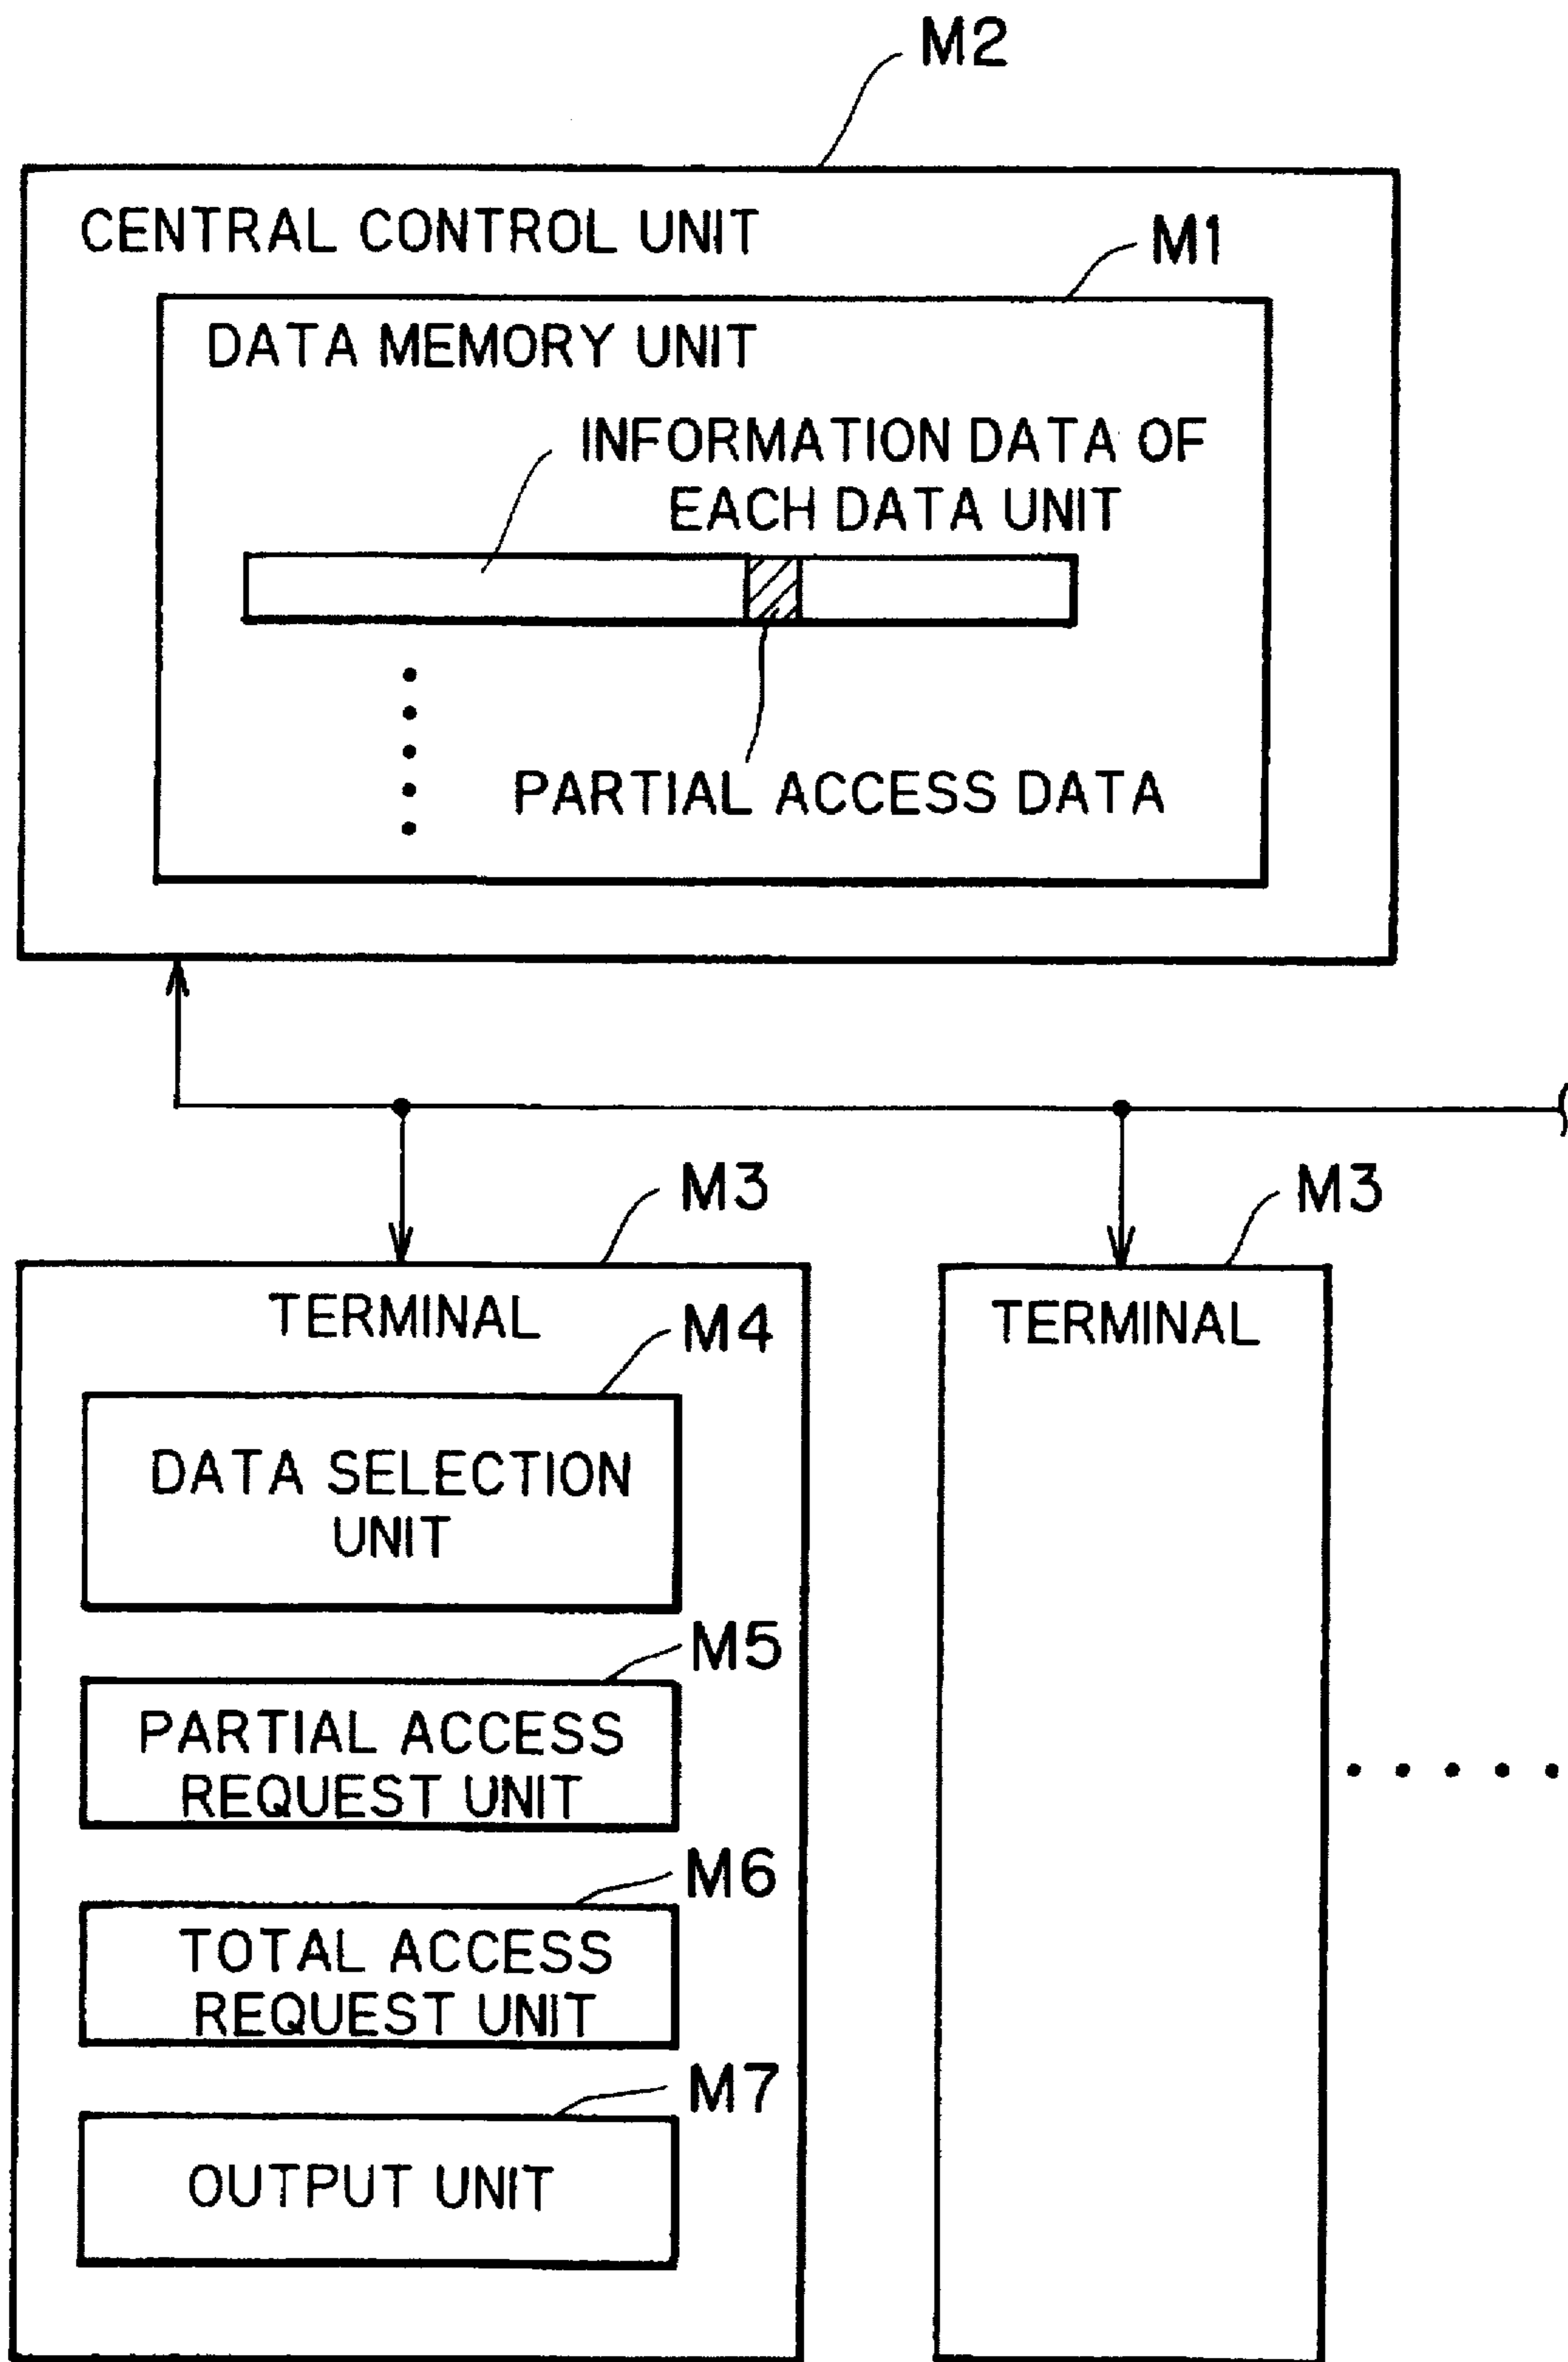 M2
CENTRAL CONTROL UNIT
M1
DATA MEMORY UNIT
INFORMATION DATA OF
EACH DATA UNIT
PARTIAL ACCESS DATA
M3
M3
TERMINAL
TERMINAL
M4
DATA SELECTION
UNIT
M5
PARTIAL ACCESS
REQUEST UNIT
M6
TOTAL ACCESS
REQUEST UNIT
M7
OUTPUT UNIT